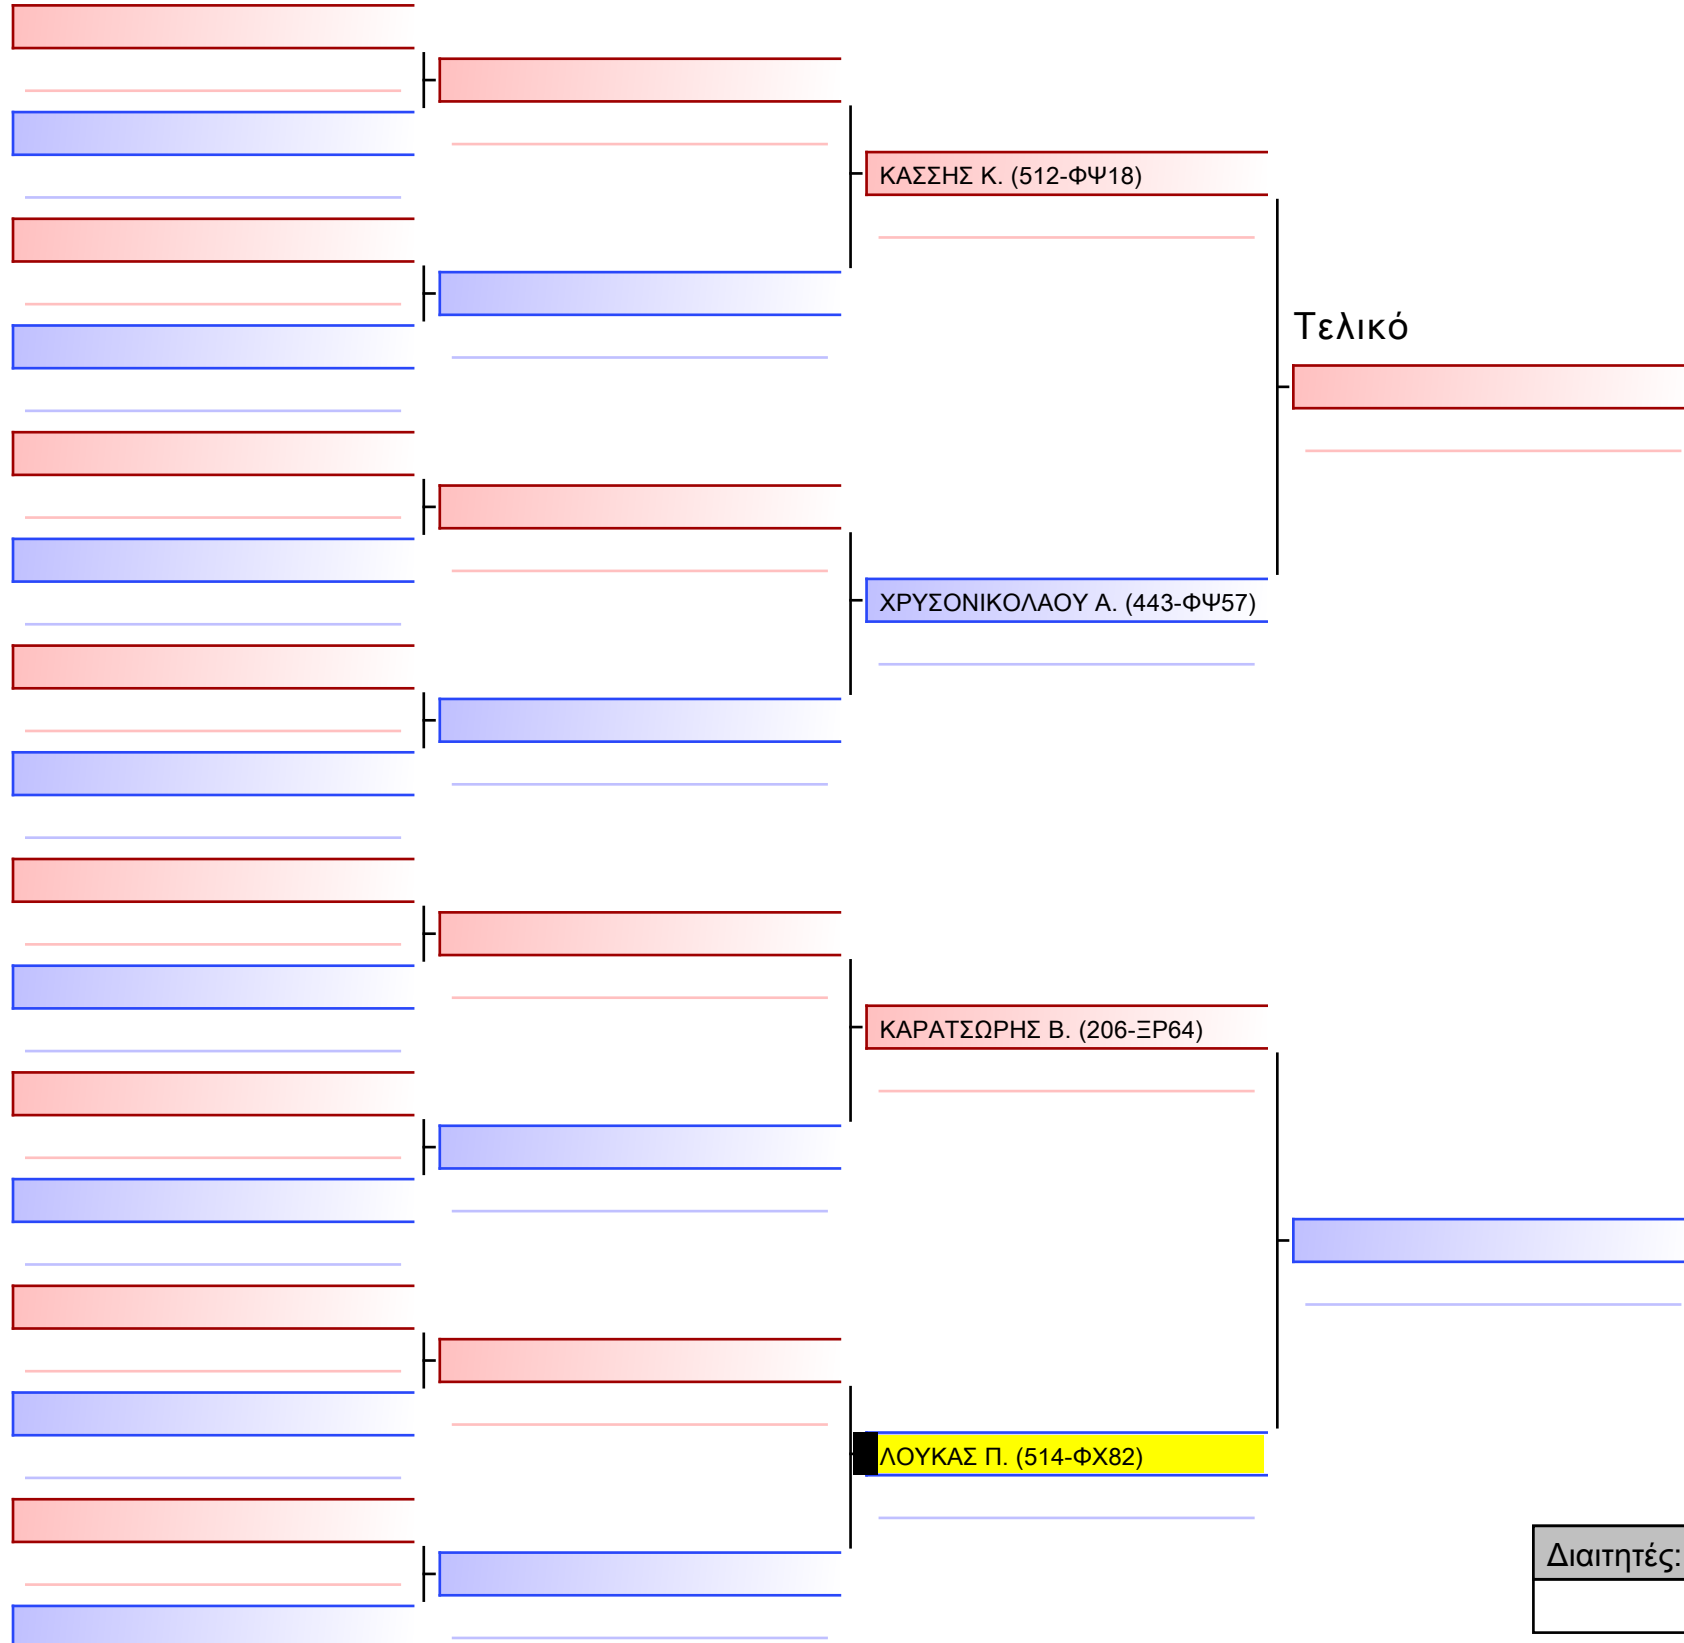 ΚΑΣΣΗΣ Κ. (512-ΦΨ18)
Τελικό
ΧΡΥΣΟΝΙΚΟΛΑΟΥ Α. (443-ΦΨ57)
ΚΑΡΑΤΣΩΡΗΣ Β. (206-ΞΡ64)
ΛΟΥΚΑΣ Π. (514-ΦΧ82)
Διαιτητές: